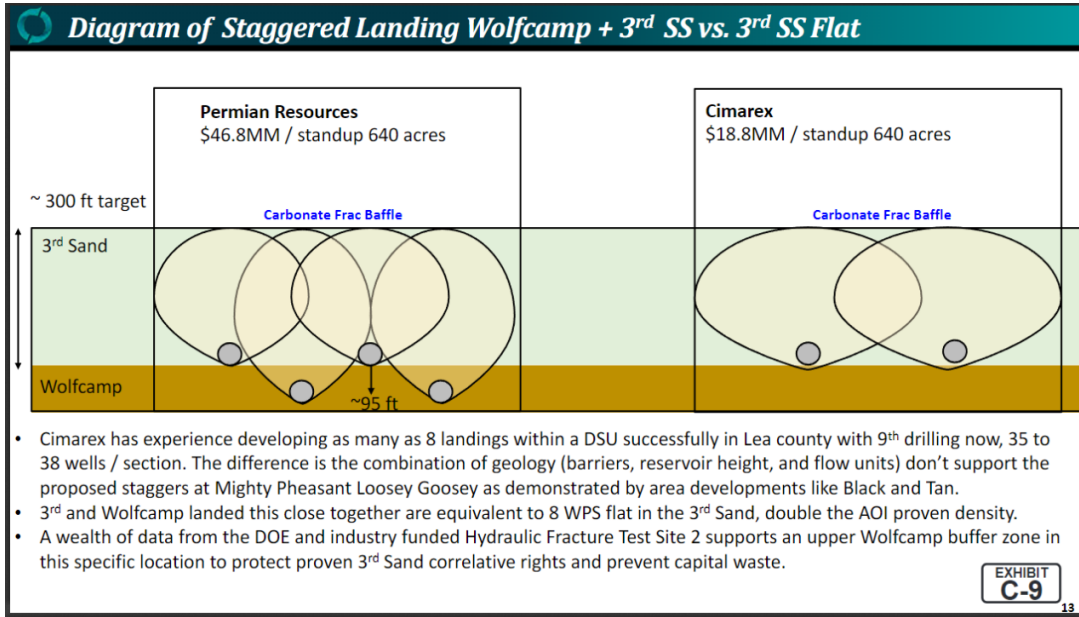 Diagram of Staggered Landing Wolfcamp + 3rd SS vs. 3rd SS Flat
Permian Resources
$46.8MM / standup 640 acres
Cimarex
$18.8MM / standup 640 acres
~ 300 ft target
Carbonate Frac Baffle
Carbonate Frac Baffle
3rd Sand
Wolfcamp
~95 ft
• Cimarex has experience developing as many as 8 landings within a DSU successfully in Lea county with 9th drilling now, 35 to
38 wells / section. The difference is the combination of geology (barriers, reservoir height, and flow units) don't support the
proposed staggers at Mighty Pheasant Loosey Goosey as demonstrated by area developments like Black and Tan.
• 3rd and Wolfcamp landed this close together are equivalent to 8 WPS flat in the 3rd Sand, double the AOI proven density.
• A wealth of data from the DOE and industry funded Hydraulic Fracture Test Site 2 supports an upper Wolfcamp buffer zone in
this specific location to protect proven 3rd Sand correlative rights and prevent capital waste.
EXHIBIT
C-9
13